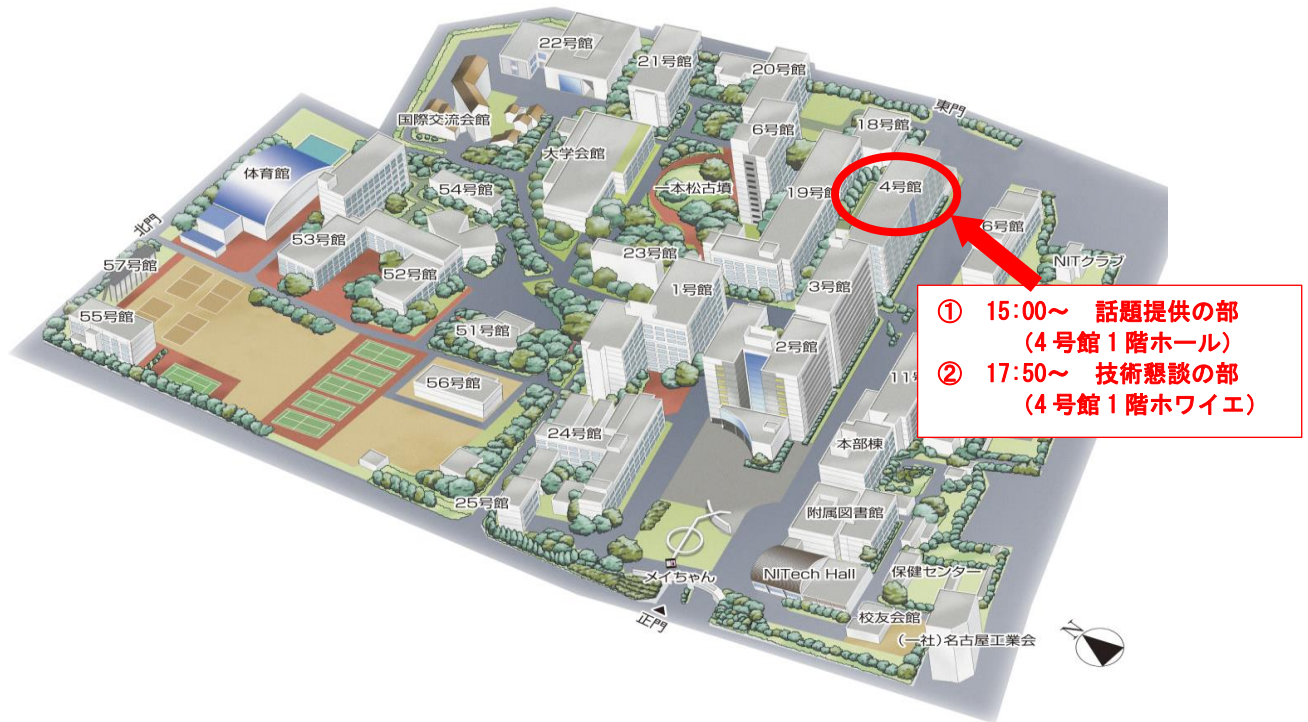 22号館
21号館
20号館
東門
国際交流会館
6号館
18号館
大学会館
体育館
54号館
一本松古墳
19号館
4号館
北門
53号館
6号館
57号館
52号館
23号館
NITクラブ
1号館
3号館
55号館
51号館
2号館
① 15:00～ 話題提供の部
(4号館1階ホール)
② 17:50～ 技術懇談の部
(4号館1階ホワイエ)
56号館
11号
24号館
本部棟
25号館
附属図書館
メイちゃん
NITech Hall
保健センター
正門
校友会館
(一社)名古屋工業会
N